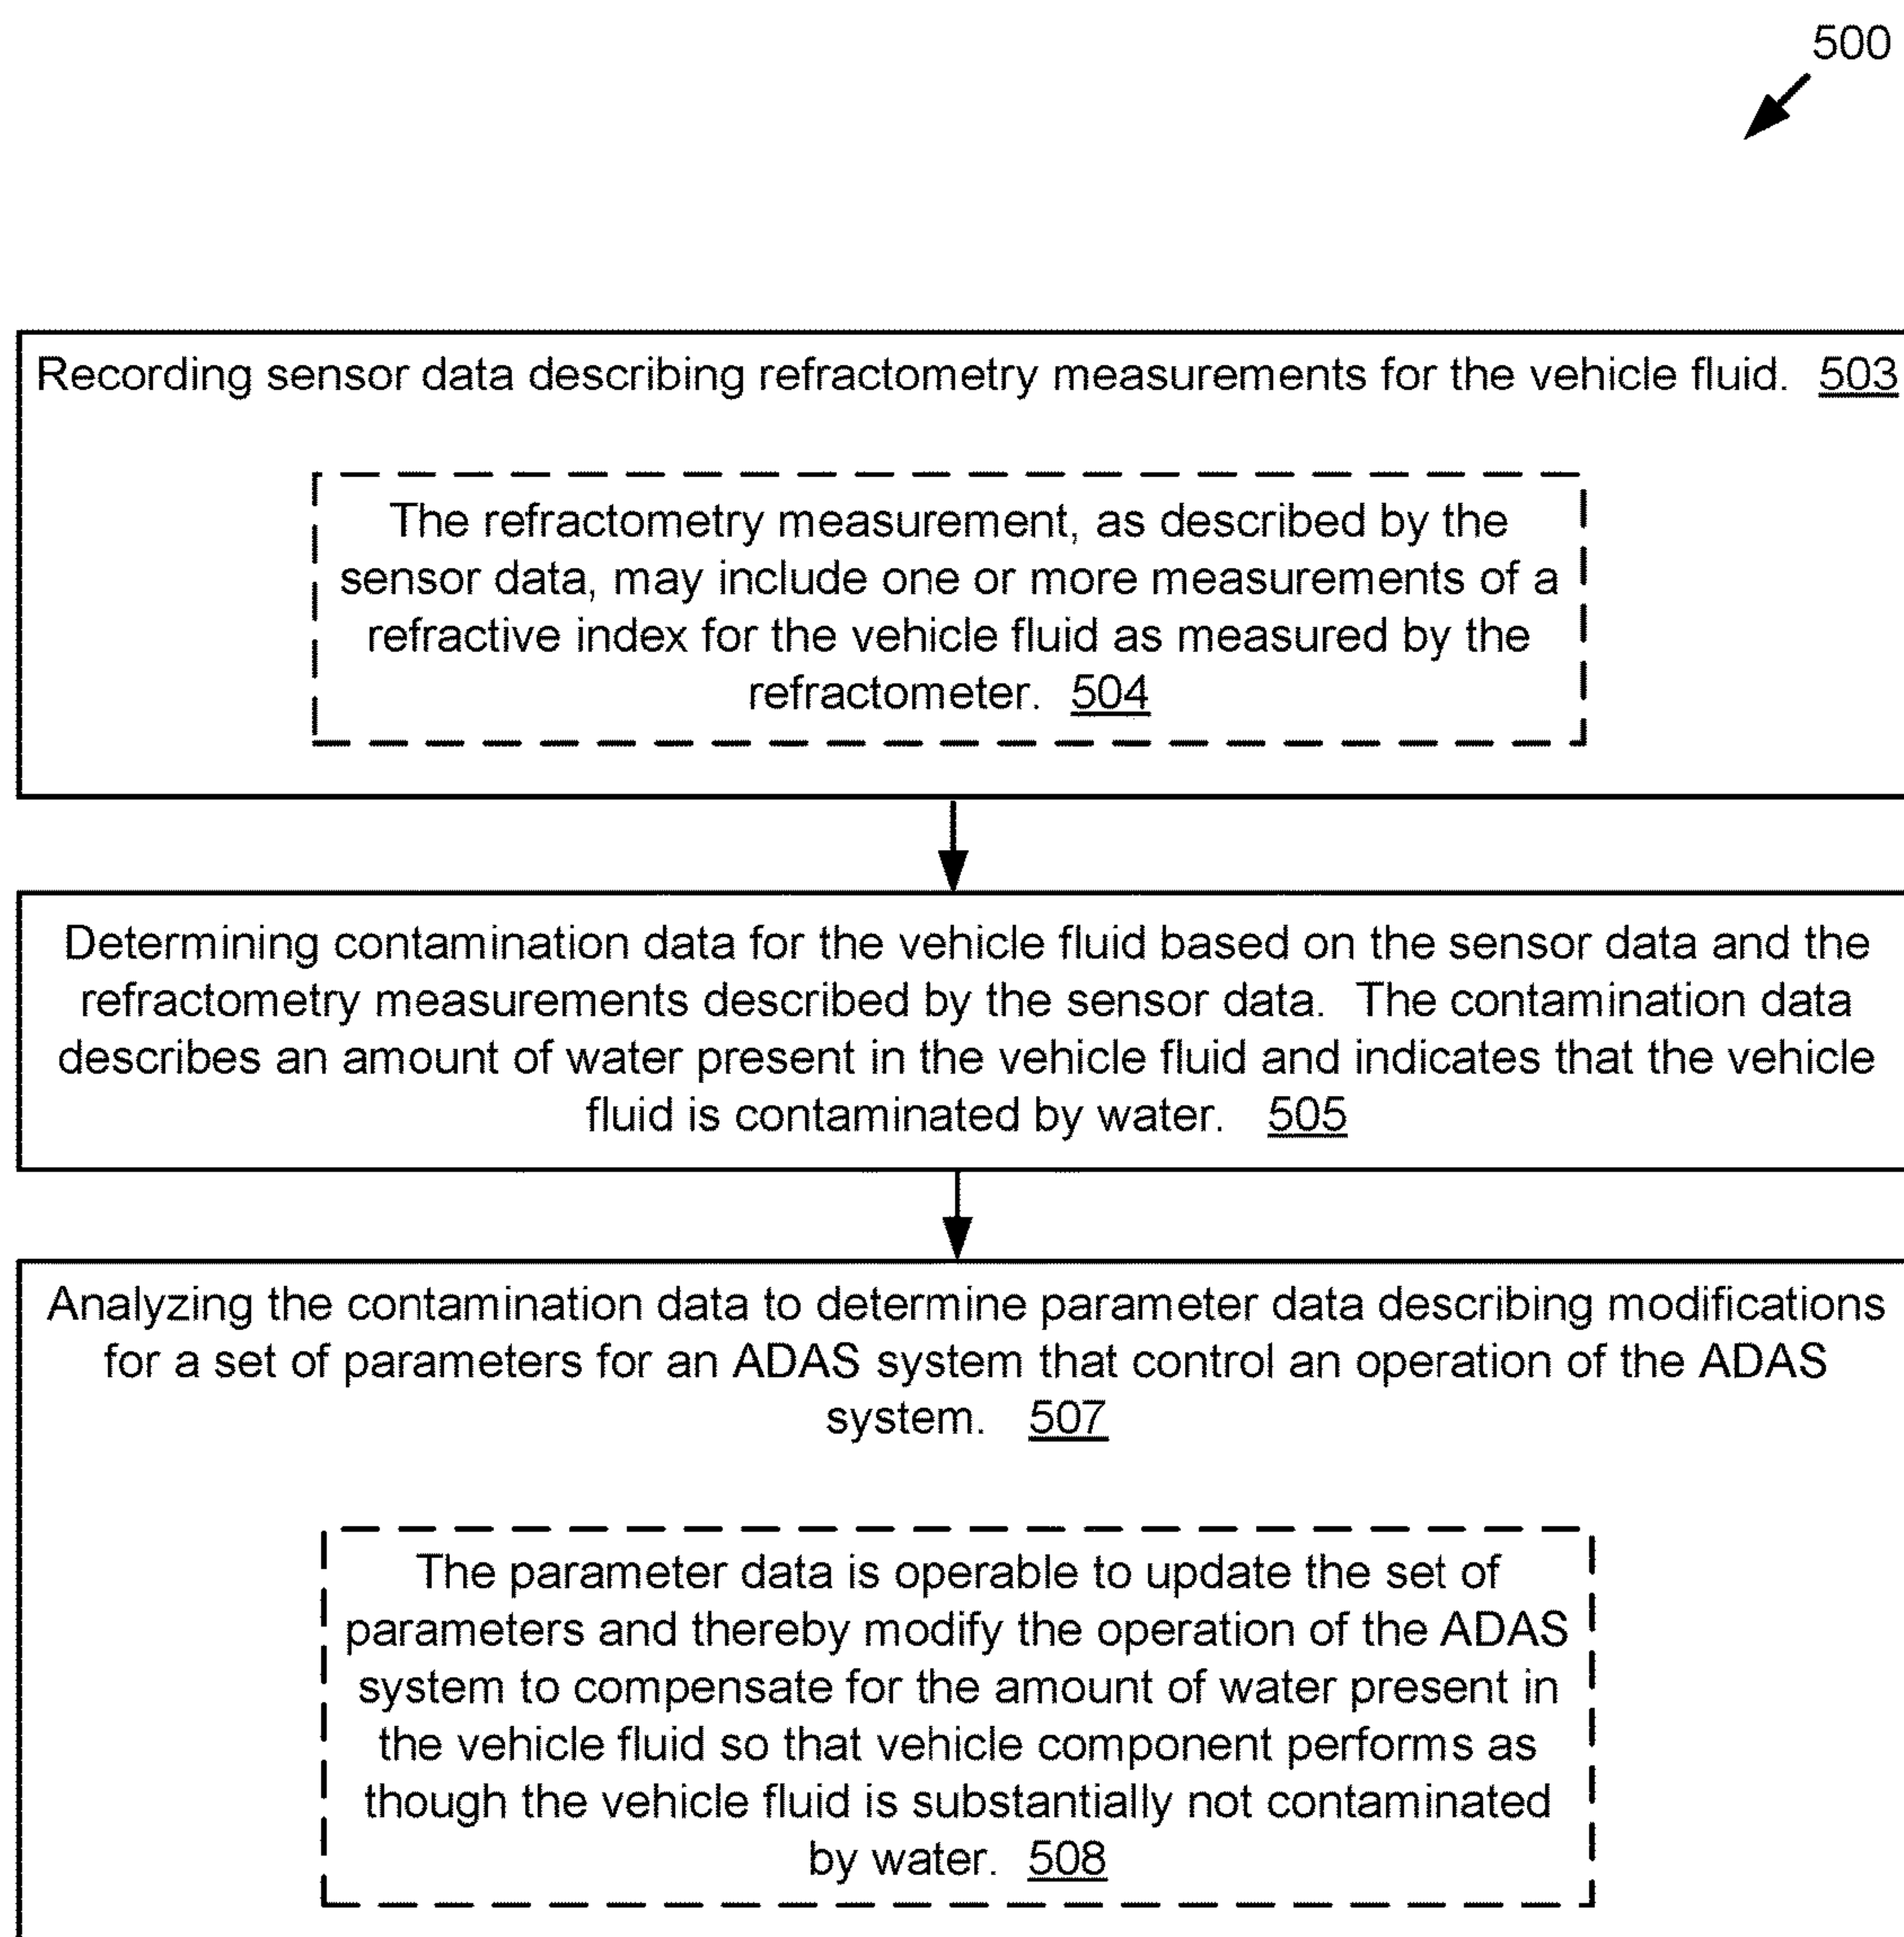 500
Recording sensor data describing refractometry measurements for the vehicle fluid. 503
The refractometry measurement, as described by the
sensor data, may include one or more measurements of a
refractive index for the vehicle fluid as measured by the
refractometer. 504
Determining contamination data for the vehicle fluid based on the sensor data and the
refractometry measurements described by the sensor data. The contamination data
describes an amount of water present in the vehicle fluid and indicates that the vehicle
fluid is contaminated by water. 505
Analyzing the contamination data to determine parameter data describing modifications
for a set of parameters for an ADAS system that control an operation of the ADAS
system. 507
The parameter data is operable to update the set of
parameters and thereby modify the operation of the ADAS
system to compensate for the amount of water present in
the vehicle fluid so that vehicle component performs as
though the vehicle fluid is substantially not contaminated
by water. 508